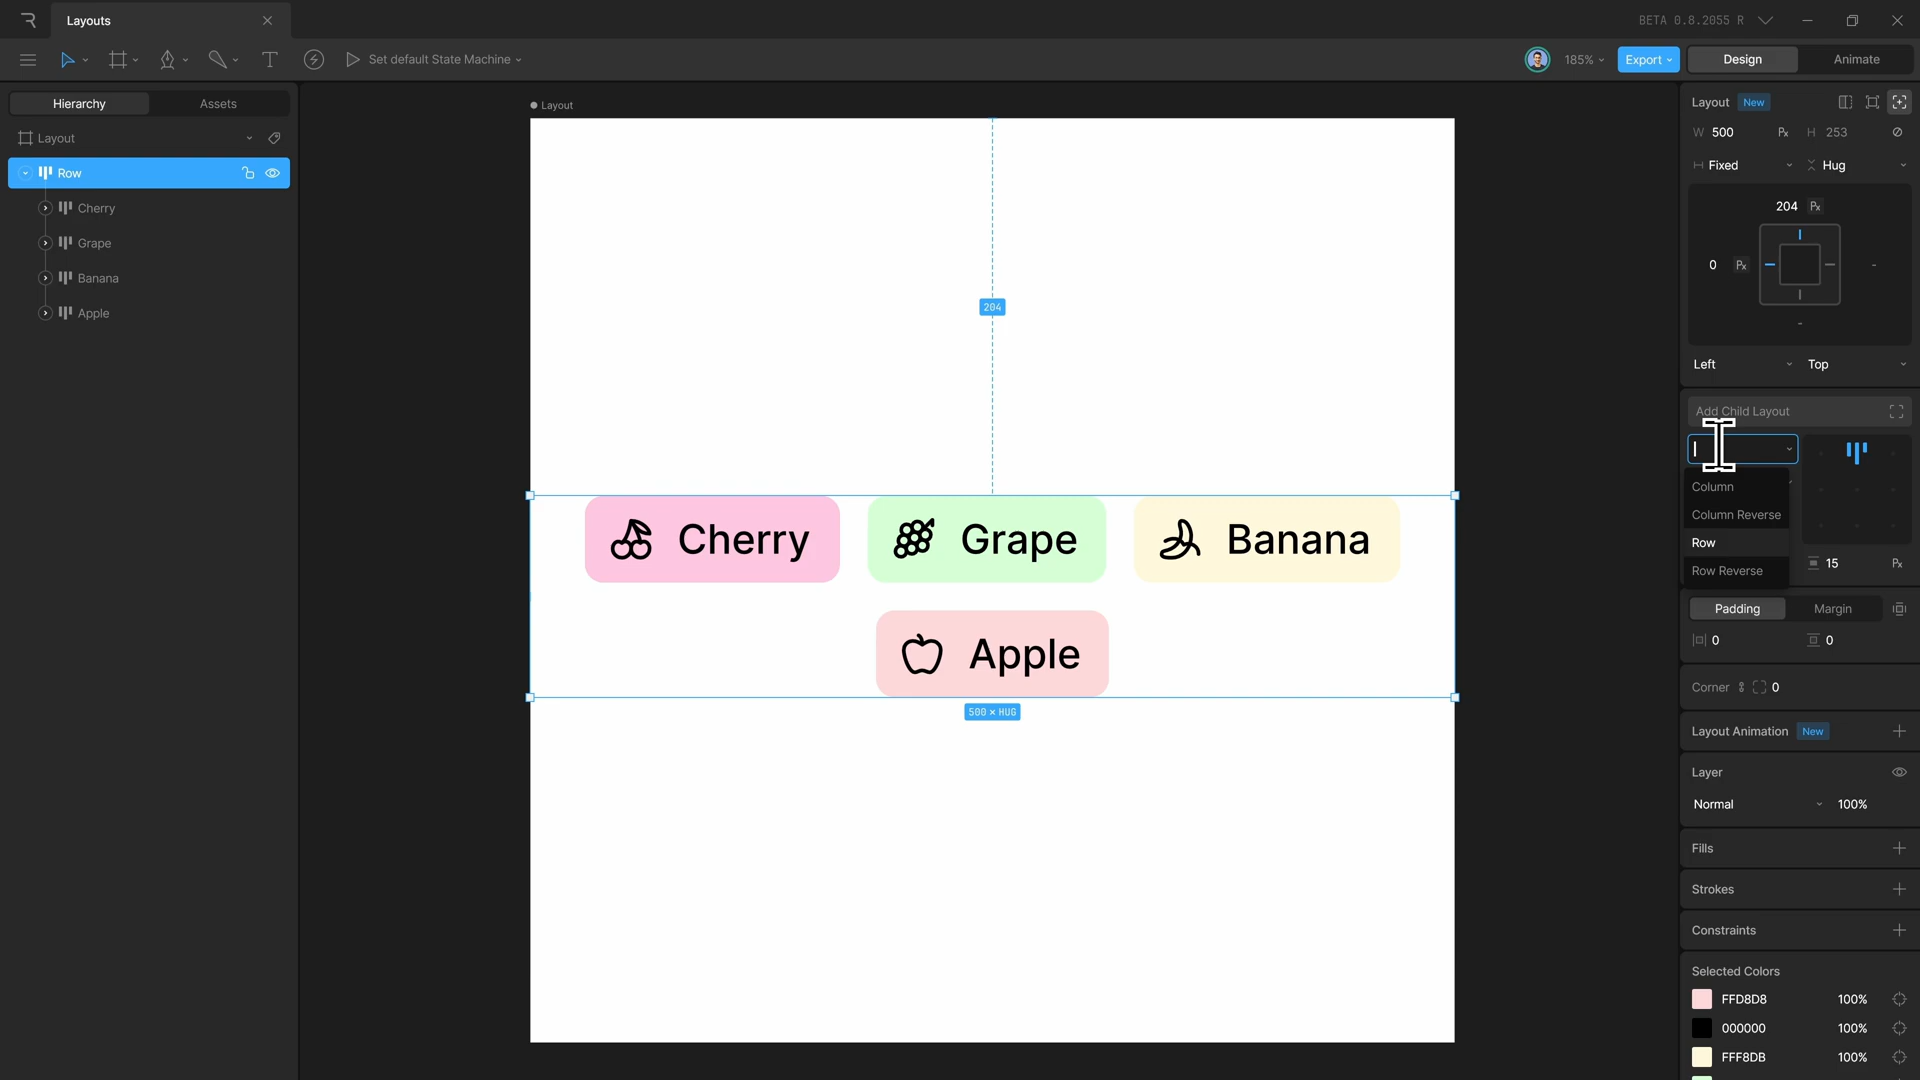 Layouts
BETA 0.8.2055 R
Set default State Machine
185%
Export
Design
Animate
Hierarchy
Assets
Layout
Row
Cherry
Grape
Banana
Apple
Layout
204
Cherry
Grape
Banana
Apple
500 × HUG
Layout New
W 500 Px H 253
Fixed Hug
204 Px
0 Px -
-
Left Top
Add Child Layout
Column
Column Reverse
Row
Row Reverse
15 Px
Padding Margin
0 0
Corner 0
Layout Animation New
Layer
Normal 100%
Fills
Strokes
Constraints
Selected Colors
FFD8D8 100%
000000 100%
FFF8DB 100%